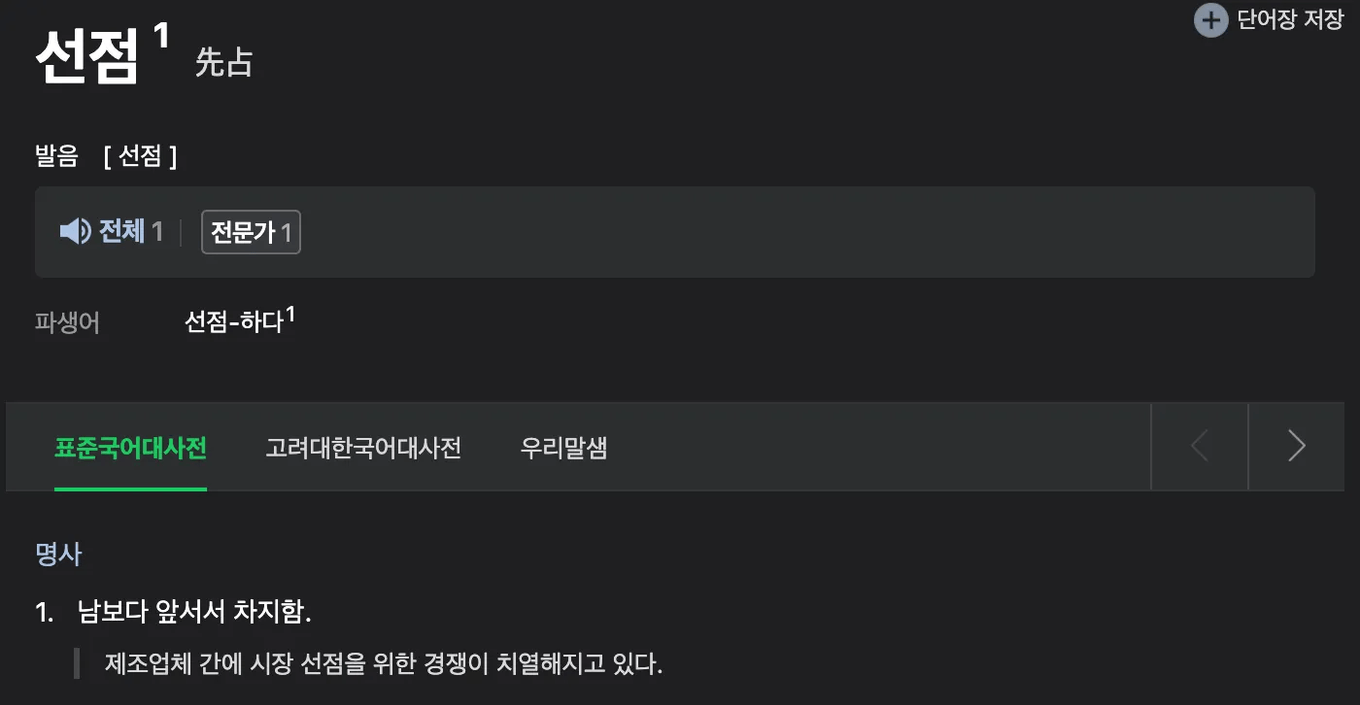 단어장 저장
선점1 先占
발음 [ 선점 ]
전체 1 전문가 1
파생어 선점-하다1
표준국어대사전 고려대한국어대사전 우리말샘
명사
1. 남보다 앞서서 차지함.
제조업체 간에 시장 선점을 위한 경쟁이 치열해지고 있다.